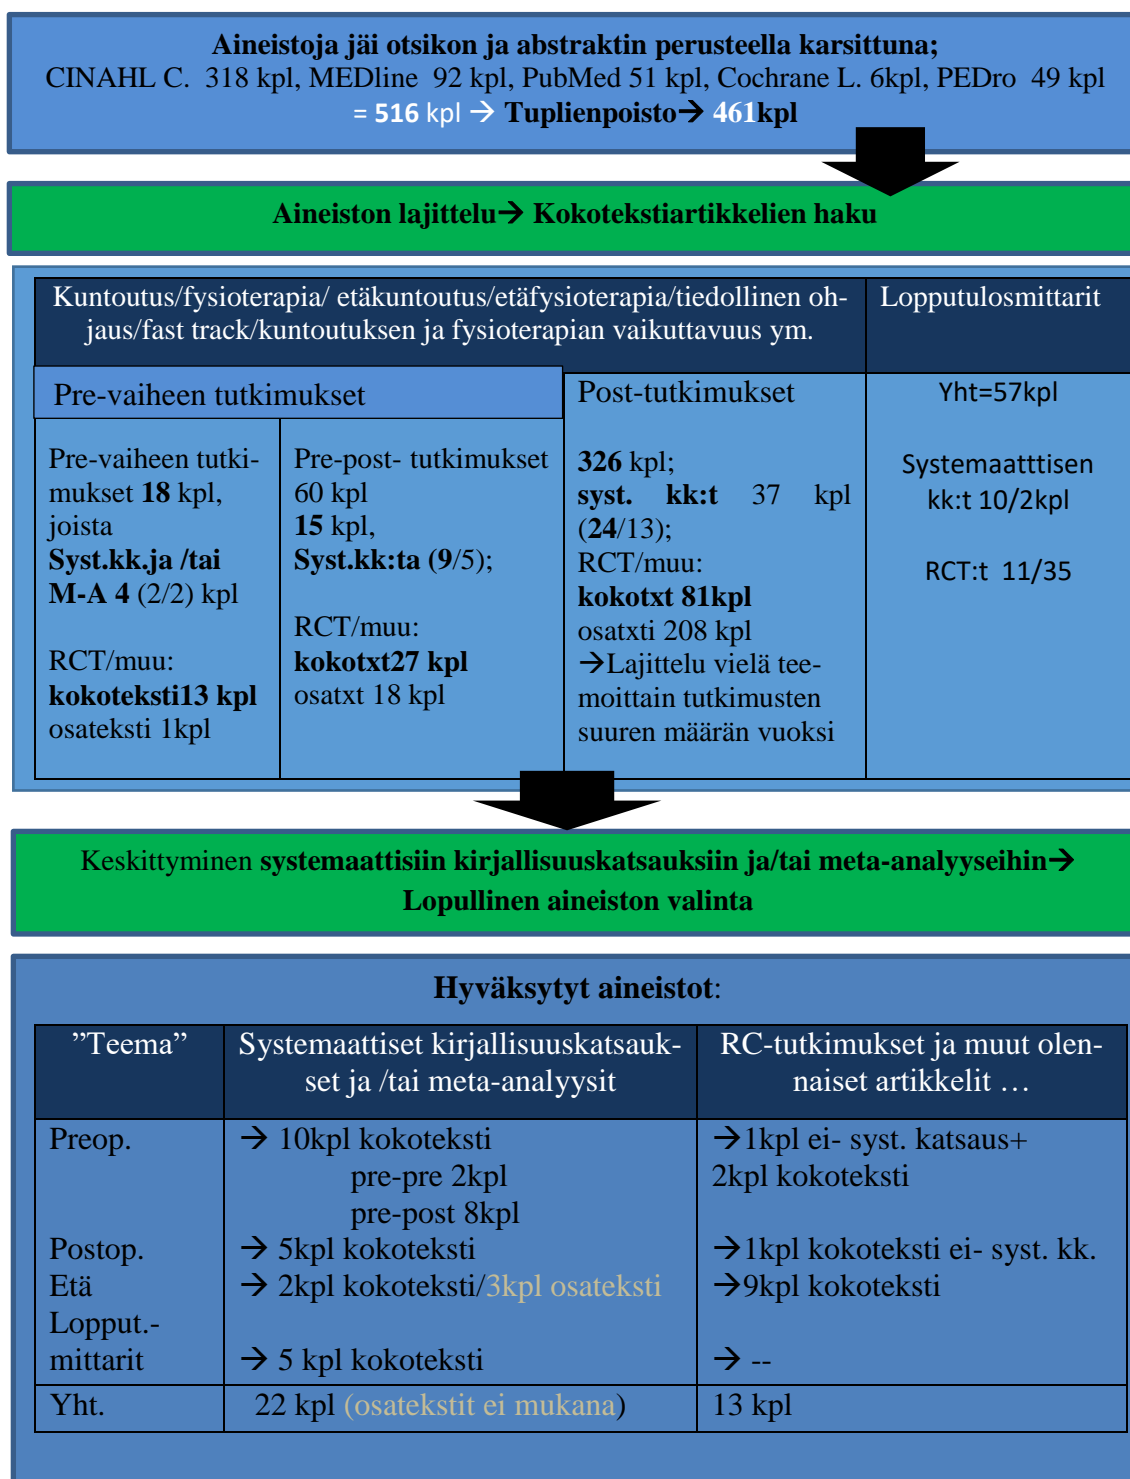 Aineistoja jäi otsikon ja abstraktin perusteella karsittuna;
CINAHL C. 318 kpl, MEDline 92 kpl, PubMed 51 kpl, Cochrane L. 6kpl, PEDro 49 kpl
= 516 kpl → Tuplienpoisto→ 461kpl
Aineiston lajittelu→ Kokotekstiartikkelien haku
Kuntoutus/fysioterapia/ etäkuntoutus/etäfysioterapia/tiedollinen oh-
jaus/fast track/kuntoutuksen ja fysioterapian vaikuttavuus ym.
Lopputulosmittarit
Pre-vaiheen tutkimukset
Pre-vaiheen tutki-
mukset 18 kpl,
joista
Syst.kk.ja /tai
M-A 4 (2/2) kpl
RCT/muu:
kokoteksti13 kpl
osateksti 1kpl
Pre-post- tutkimukset
60 kpl
15 kpl,
Syst.kk:ta (9/5);
RCT/muu:
kokotxt27 kpl
osatxt 18 kpl
Post-tutkimukset
326 kpl;
syst. kk:t 37 kpl
(24/13);
RCT/muu:
kokotxt 81kpl
osatxti 208 kpl
→Lajittelu vielä tee-
moittain tutkimusten
suuren määrän vuoksi
Yht=57kpl
Systemaatttisen
kk:t 10/2kpl
RCT:t 11/35
Keskittyminen systemaattisiin kirjallisuuskatsauksiin ja/tai meta-analyyseihin→
Lopullinen aineiston valinta
Hyväksytyt aineistot:
”Teema”
Systemaattiset kirjallisuuskatsauk-
set ja /tai meta-analyysit
RC-tutkimukset ja muut olen-
naiset artikkelit …
Preop.
→ 10kpl kokoteksti
pre-pre 2kpl
pre-post 8kpl
→1kpl ei- syst. katsaus+
2kpl kokoteksti
Postop.
→ 5kpl kokoteksti
→1kpl kokoteksti ei- syst. kk.
Etä
→ 2kpl kokoteksti/3kpl osateksti
→9kpl kokoteksti
Lopput.-
mittarit
→ 5 kpl kokoteksti
→ --
Yht.
22 kpl (osatekstit ei mukana)
13 kpl